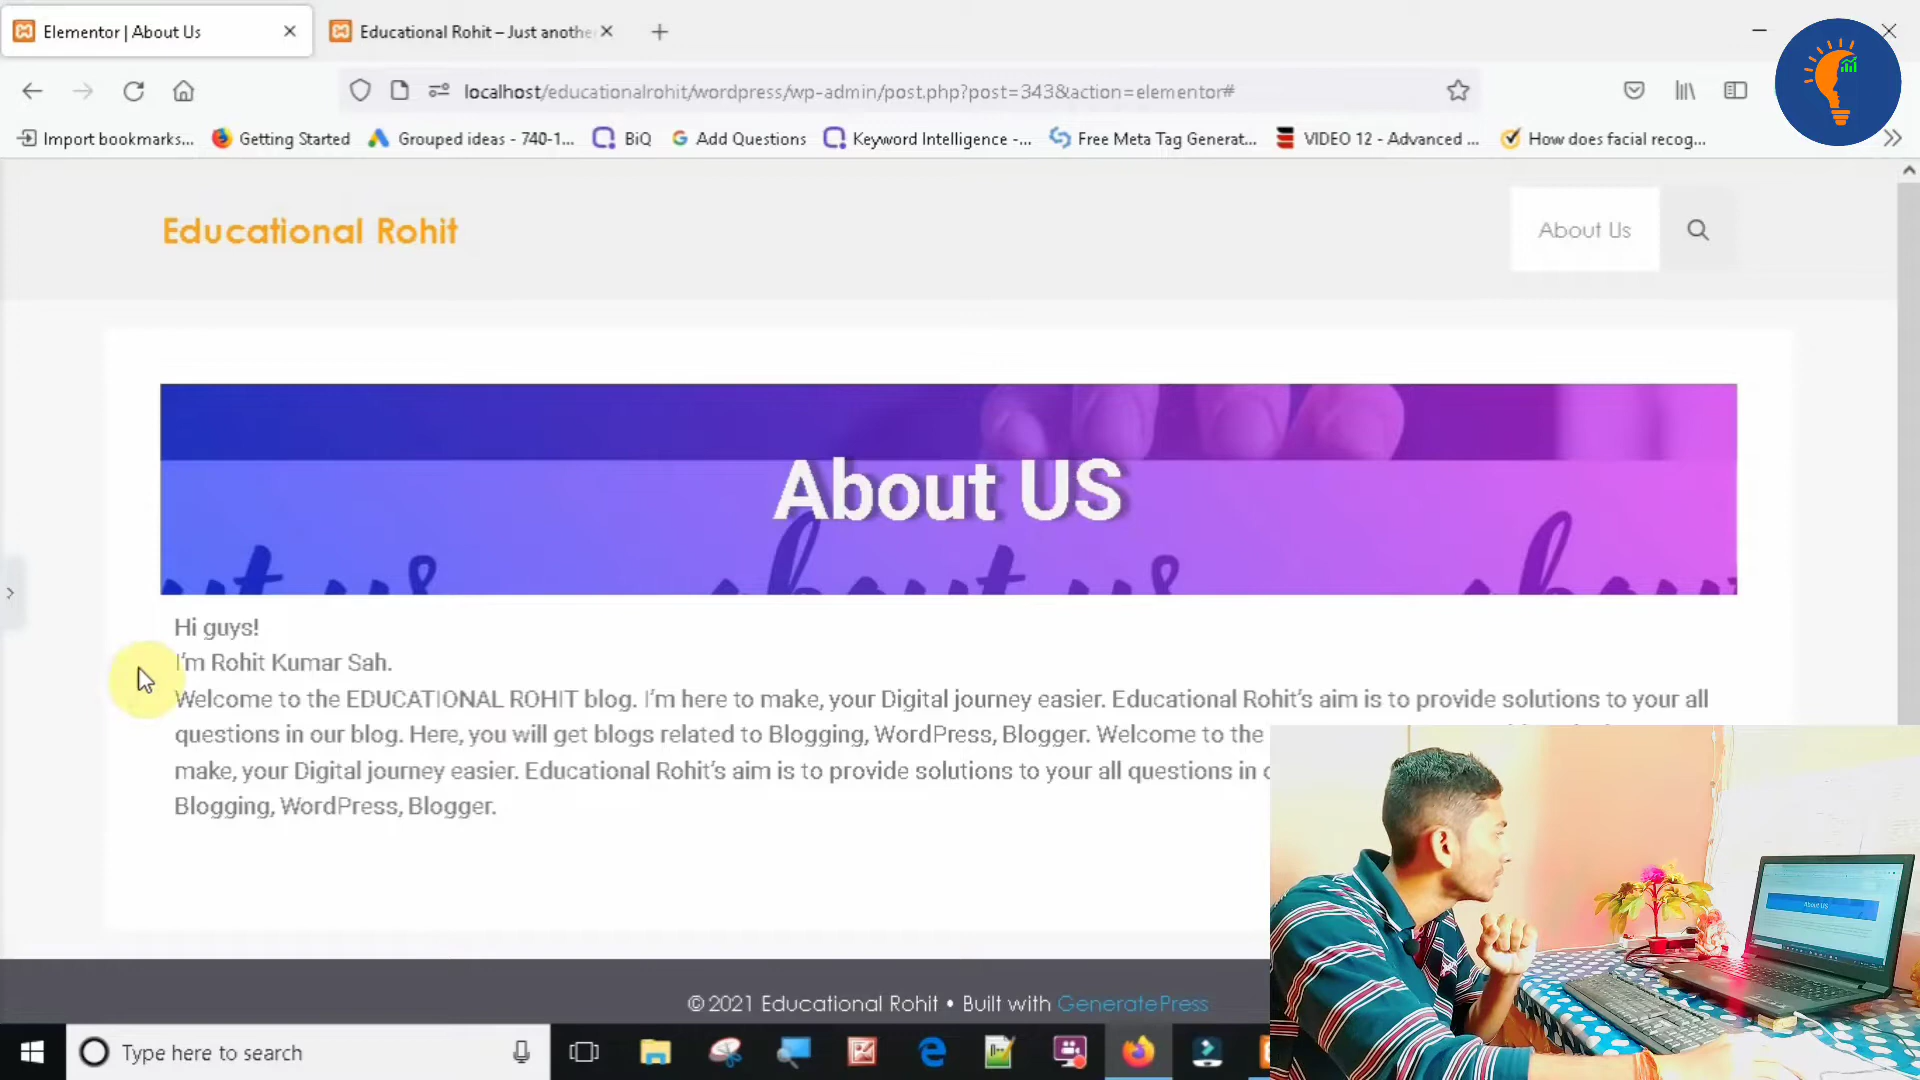 Elementor | About Us
Educational Rohit – Just anothe
localhost/educationalrohit/wordpress/wp-admin/post.php?post=343&action=elementor#
Import bookmarks...
Getting Started
Grouped ideas - 740-1...
BiQ
Add Questions
Keyword Intelligence -...
Free Meta Tag Generat...
VIDEO 12 - Advanced ...
How does facial recog...
Educational Rohit
About Us
About US
Hi guys!
I'm Rohit Kumar Sah.
Welcome to the EDUCATIONAL ROHIT blog. I'm here to make, your Digital journey easier. Educational Rohit's aim is to provide solutions to your all
questions in our blog. Here, you will get blogs related to Blogging, WordPress, Blogger. Welcome to the
make, your Digital journey easier. Educational Rohit's aim is to provide solutions to your all questions in
Blogging, WordPress, Blogger.
© 2021 Educational Rohit • Built with GeneratePress
Type here to search